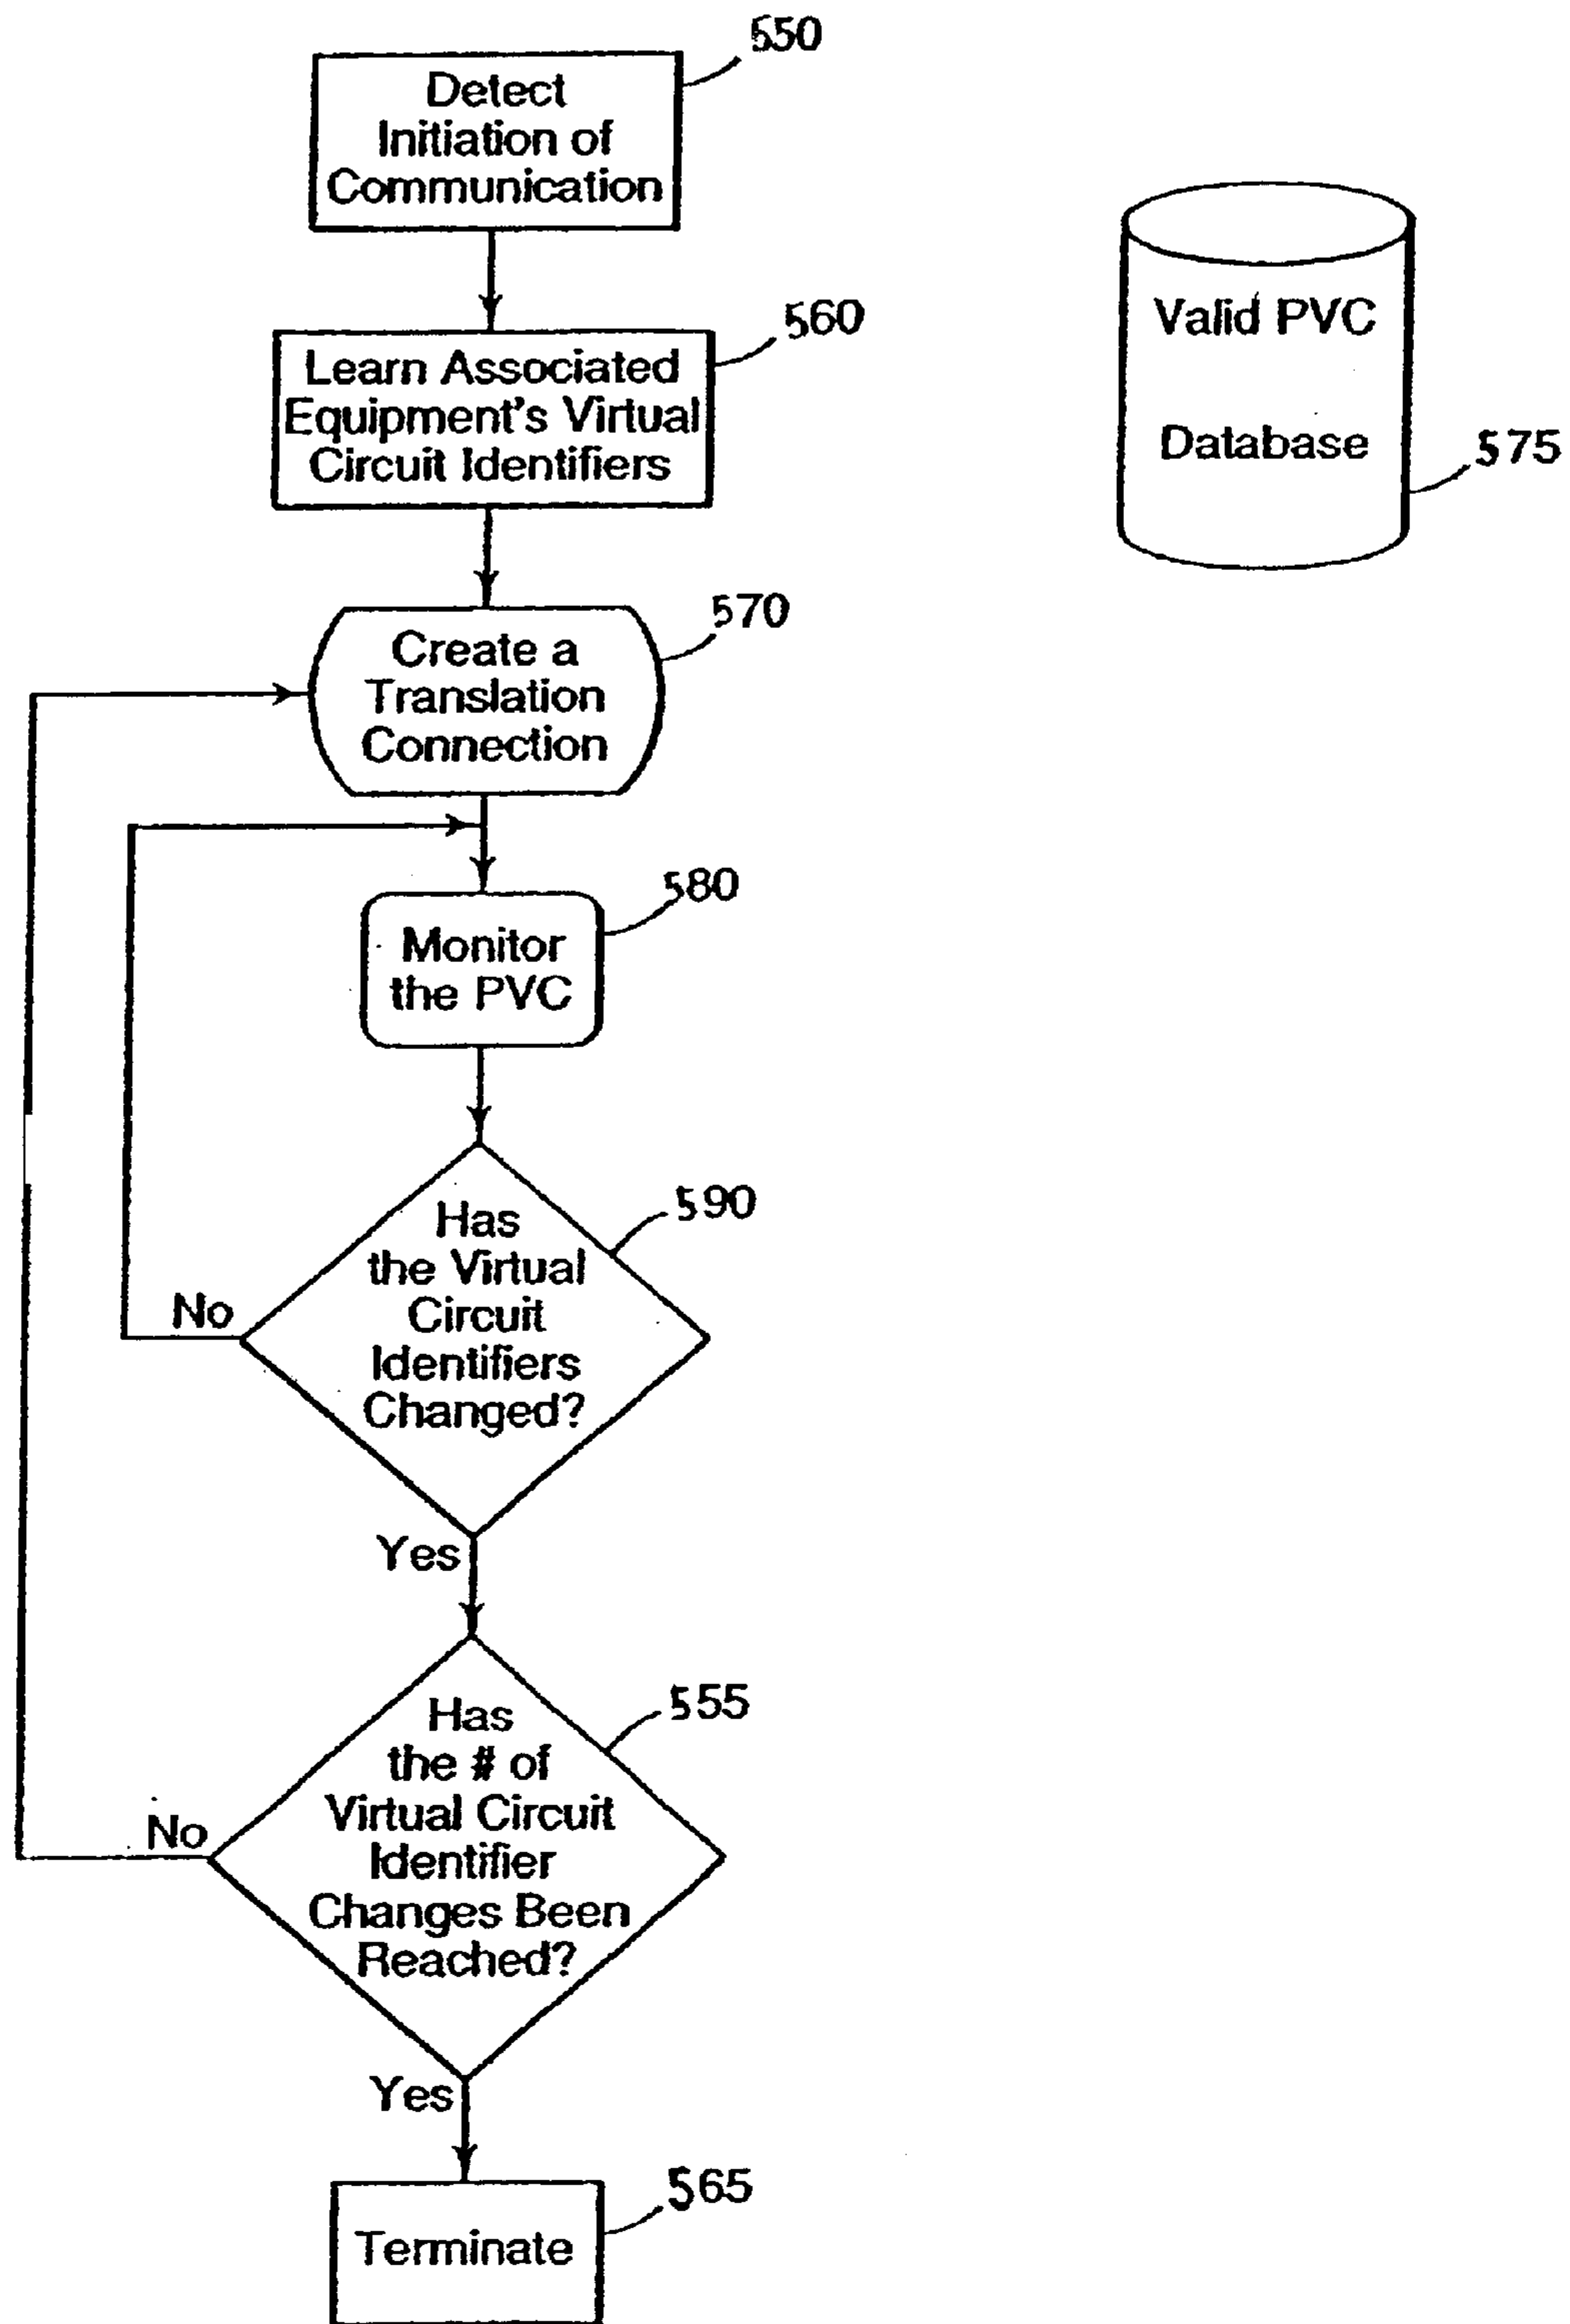 550
Detect
Initiation of
Communication
560
Learn Associated
Equipment's Virtual
Circuit Identifiers
Valid PVC
Database
575
570
Create a
Translation
Connection
580
Monitor
the PVC
590
Has
the Virtual
Circuit
Identifiers
Changed?
No
Yes
555
Has
the # of
Virtual Circuit
Identifier
Changes Been
Reached?
No
Yes
565
Terminate